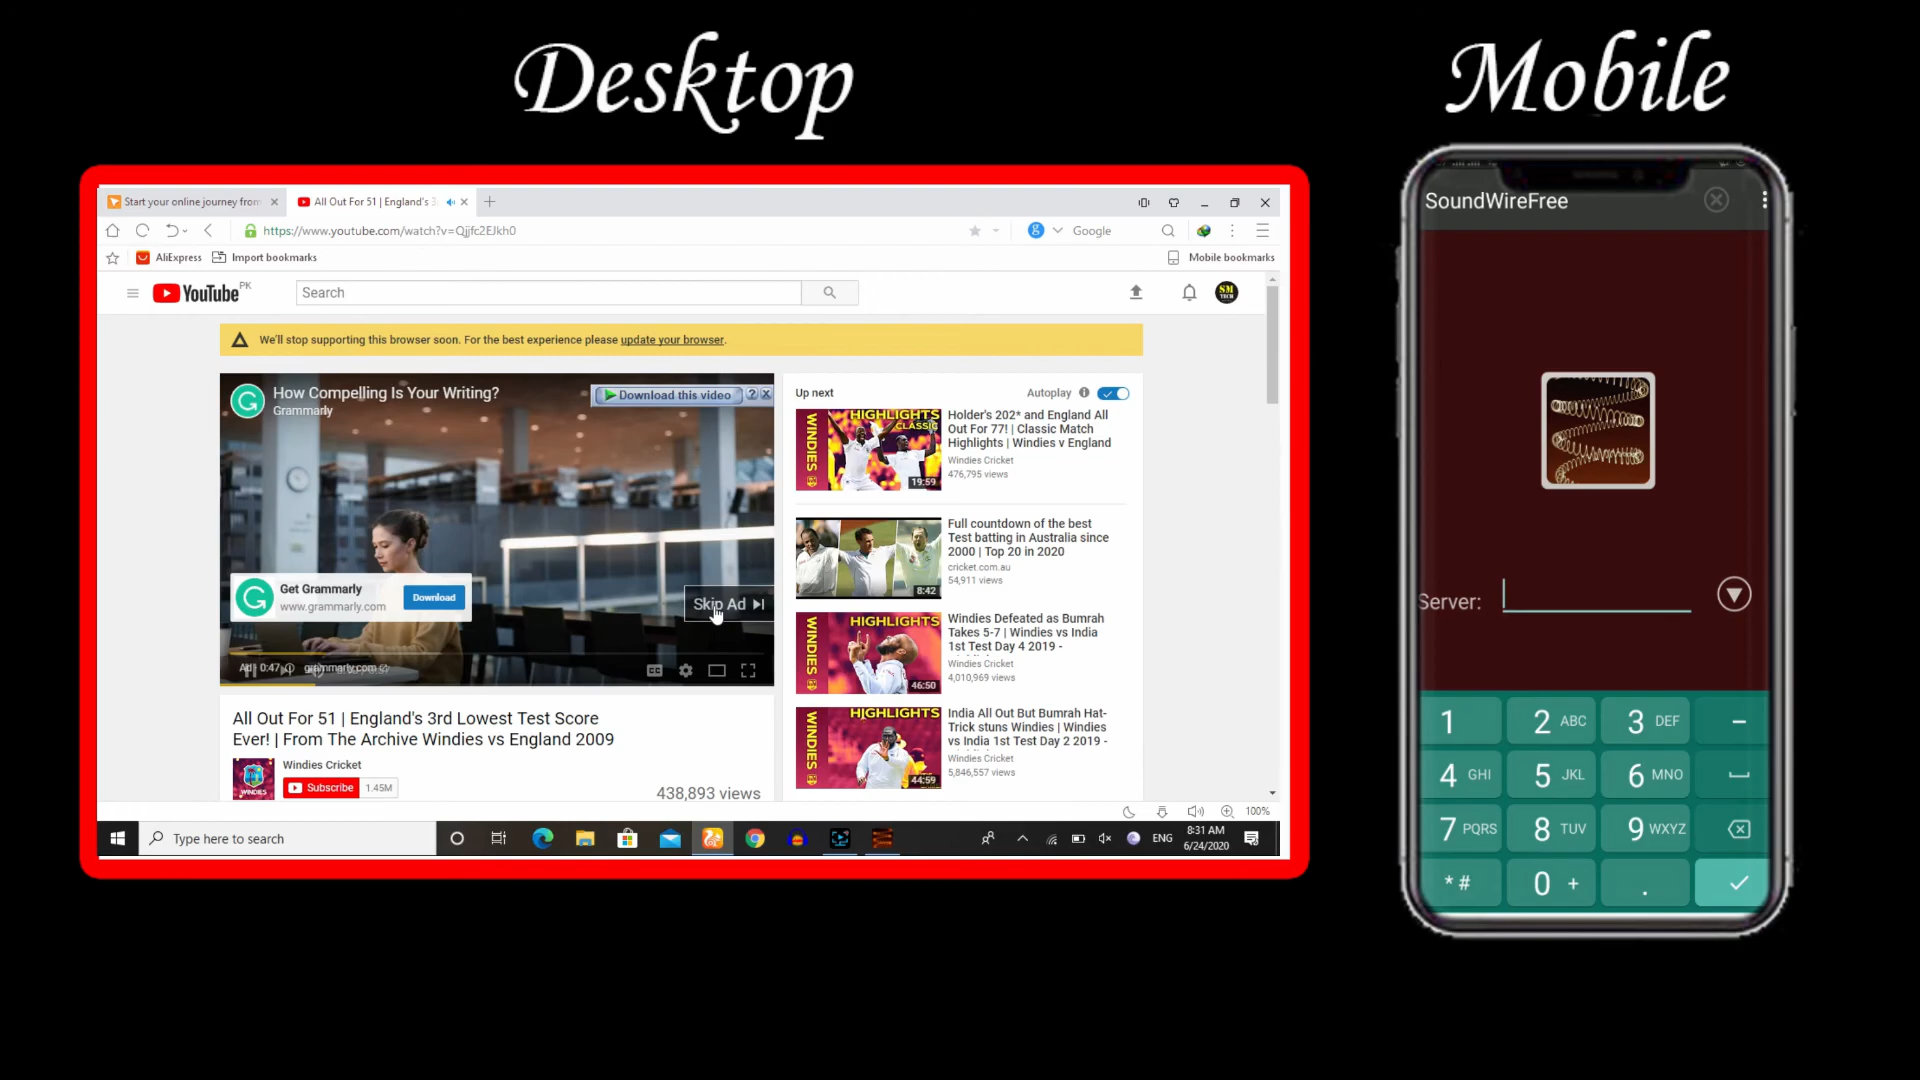 Desktop
Mobile
Start your online journey from
All Out For 51 | England's 3
https://www.youtube.com/watch?v=Qjjfc2EJkh0
Google
AliExpress
Import bookmarks
Mobile bookmarks
YouTube PK
Search
SM
TECH
We'll stop supporting this browser soon. For the best experience please update your browser.
How Compelling Is Your Writing?
Grammarly
Download this video
Get Grammarly
www.grammarly.com
Download
Skip Ad
Ad 0:47
grammarly.com
CC
Up next
Autoplay
WINDIES
HIGHLIGHTS
CLASSIC
19:59
Holder's 202* and England All
Out For 77! | Classic Match
Highlights | Windies v England
Windies Cricket
476,795 views
8:42
Full countdown of the best
Test batting in Australia since
2000 | Top 20 in 2020
cricket.com.au
54,911 views
WINDIES
HIGHLIGHTS
46:50
Windies Defeated as Bumrah
Takes 5-7 | Windies vs India
1st Test Day 4 2019 -
Windies Cricket
4,010,969 views
WINDIES
HIGHLIGHTS
44:59
India All Out But Bumrah Hat-
Trick stuns Windies | Windies
vs India 1st Test Day 2 2019 -
Windies Cricket
5,846,557 views
All Out For 51 | England's 3rd Lowest Test Score
Ever! | From The Archive Windies vs England 2009
WINDIES
Windies Cricket
Subscribe 1.45M
438,893 views
100%
Type here to search
ENG
8:31 AM
6/24/2020
SoundWireFree
Server:
1 2 ABC 3 DEF –
4 GHI 5 JKL 6 MNO
7 PQRS 8 TUV 9 WXYZ
* # 0 + .